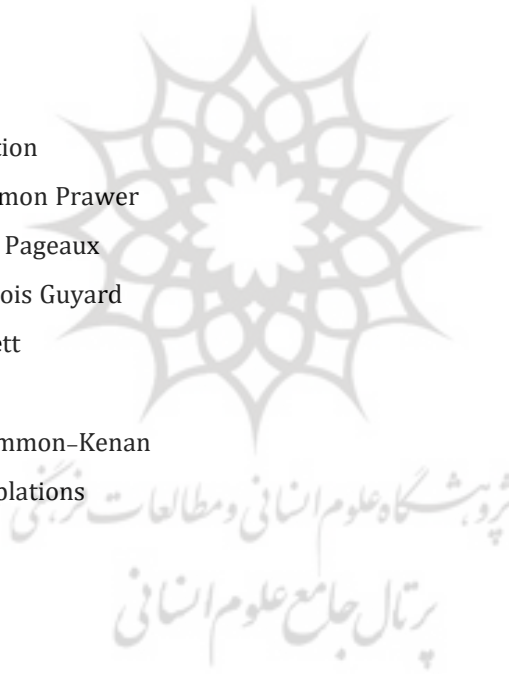 tion
mon Prawer
Pageaux
ois Guyard
ett
mmon–Kenan
plations
پژوهشگاه علوم انسانی و مطالعات فرهنگی
پرتال جامع علوم انسانی